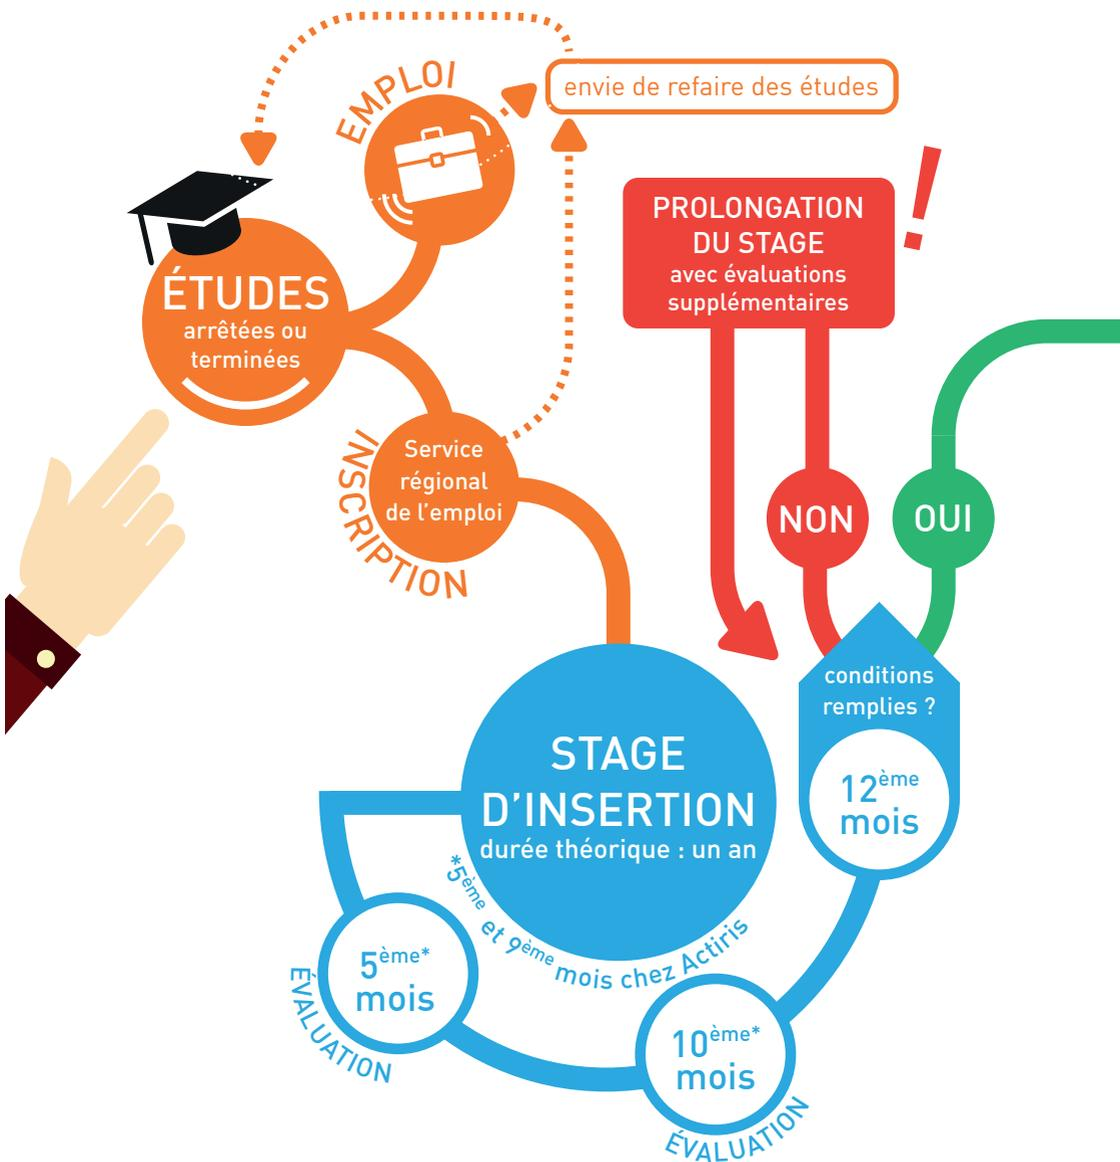 EMPLOI
envie de refaire des études
PROLONGATION
DU STAGE
avec évaluations
supplémentaires
!
ÉTUDES
arrêtées ou
terminées
INSCRIPTION
Service
régional
de l'emploi
NON
OUI
conditions
remplies ?
12ème
mois
STAGE
D'INSERTION
durée théorique : un an
*5ème et 9ème mois chez Actiris
5ème*
mois
ÉVALUATION
10ème*
mois
ÉVALUATION